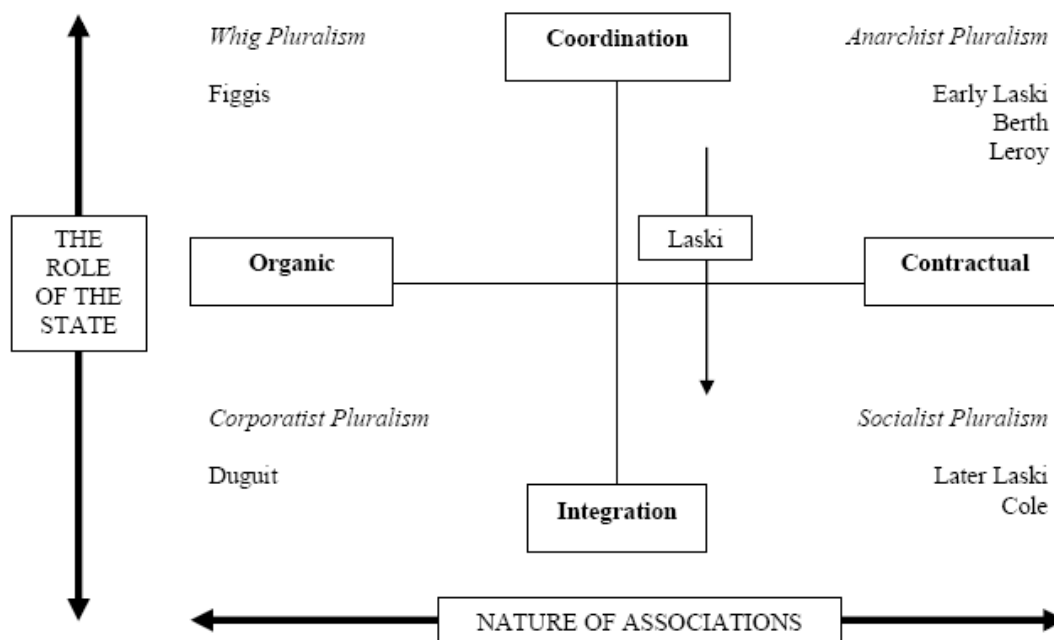 Whig Pluralism
Coordination
Anarchist Pluralism
Figgis
Early Laski
Berth
Leroy
THE
ROLE
OF THE
STATE
Organic
Laski
Contractual
Corporatist Pluralism
Socialist Pluralism
Duguit
Later Laski
Integration
Cole
NATURE OF ASSOCIATIONS